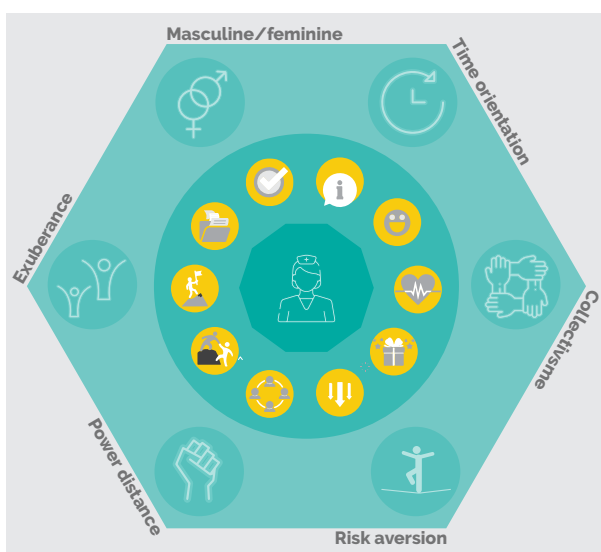 Masculine/feminine
Time orientation
Exuberance
Collectivsme
Power distance
Risk aversion